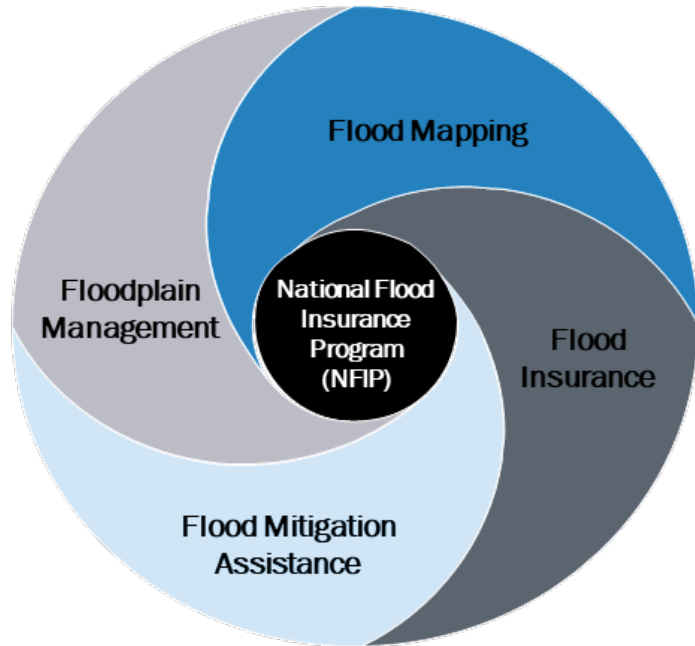 Flood Mapping
Floodplain
Management
National Flood
Insurance
Program
(NFIP)
Flood
Insurance
Flood Mitigation
Assistance